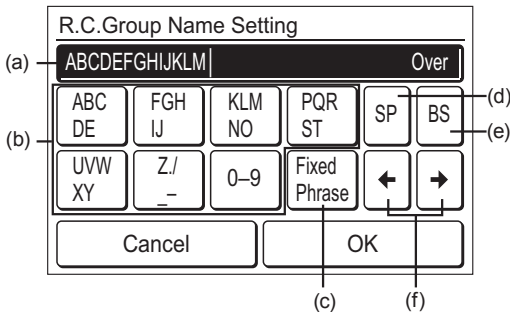 R.C.Group Name Setting
(a)
ABCDEFGHIJKLM
Over
(b)
ABC
DE
FGH
IJ
KLM
NO
PQR
ST
SP
BS
(d)
(e)
UVW
XY
Z./
_–
0–9
Fixed
Phrase
Cancel
OK
(c)
(f)